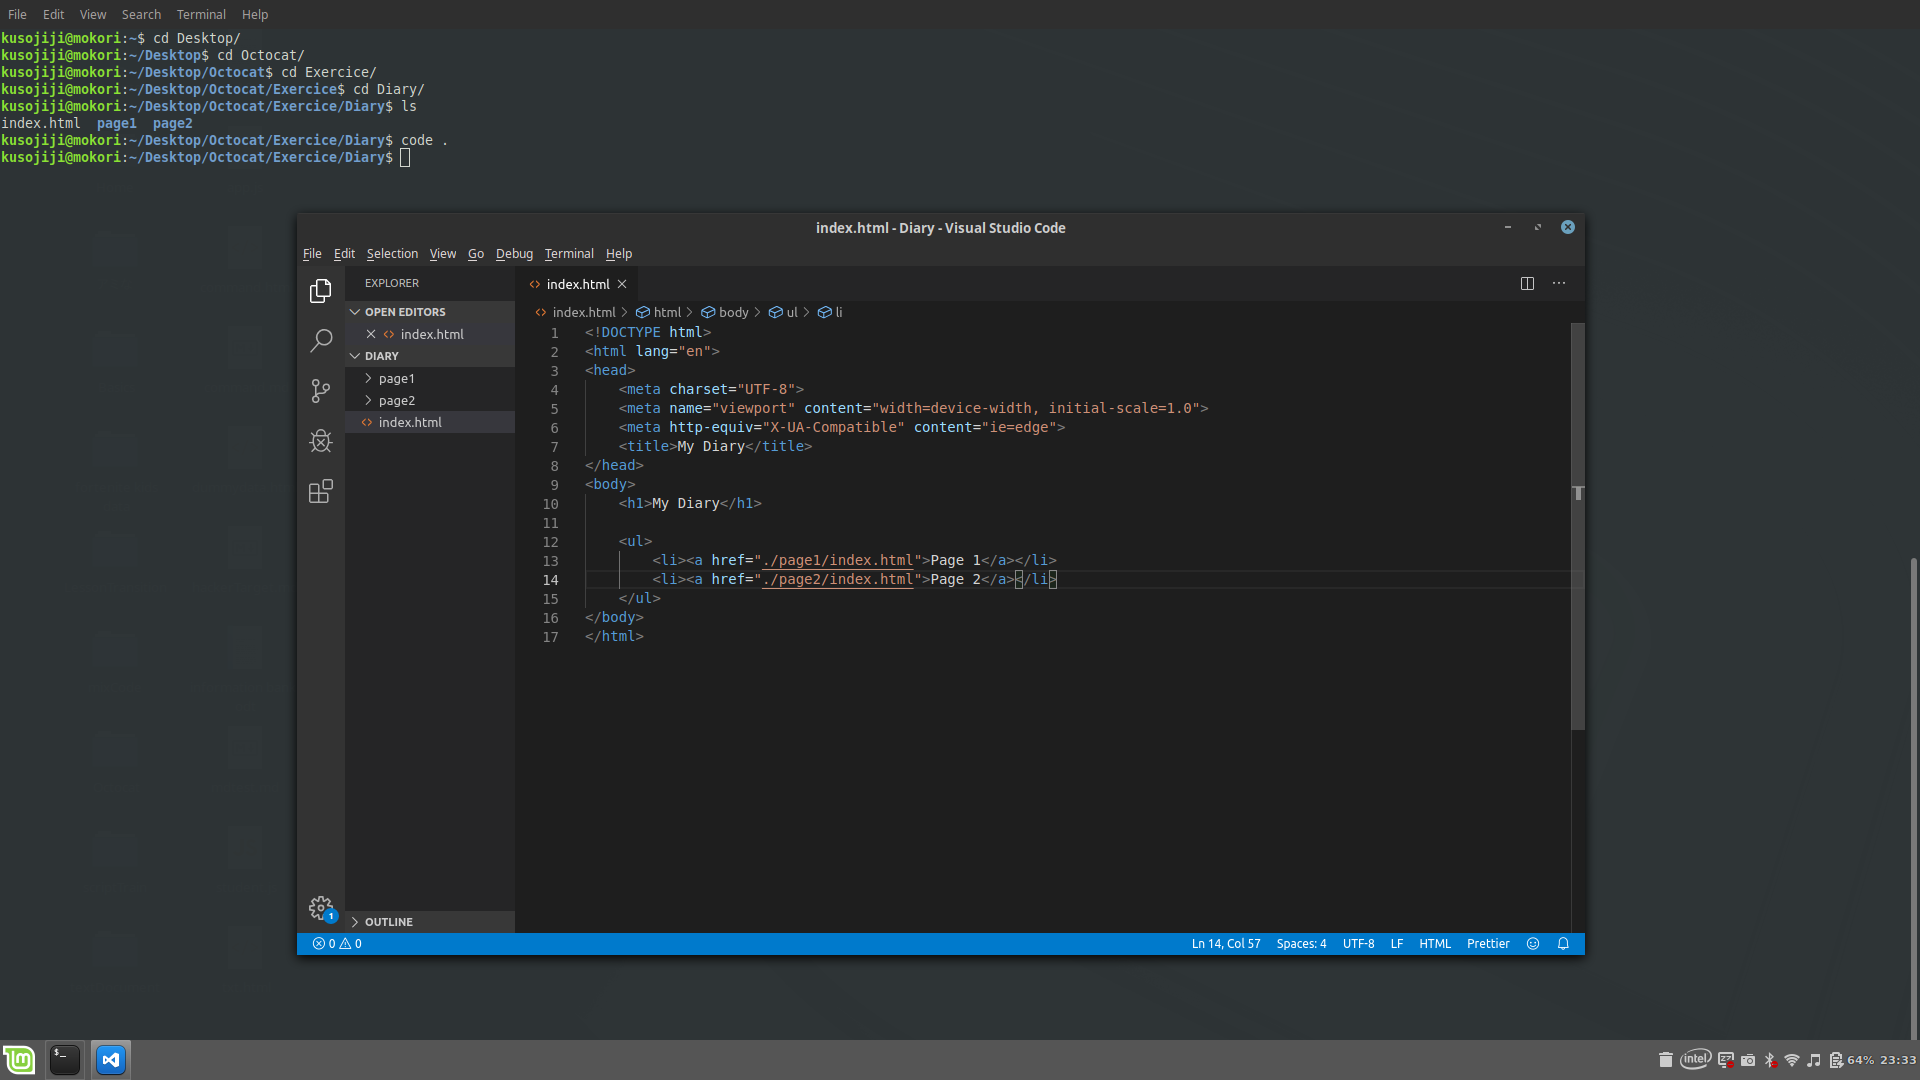 File Edit View Search Terminal Help
kusojiji@mokori:~$ cd Desktop/
kusojiji@mokori:~/Desktop$ cd Octocat/
kusojiji@mokori:~/Desktop/Octocat$ cd Exercice/
kusojiji@mokori:~/Desktop/Octocat/Exercice$ cd Diary/
kusojiji@mokori:~/Desktop/Octocat/Exercice/Diary$ ls
index.html page1 page2
kusojiji@mokori:~/Desktop/Octocat/Exercice/Diary$ code .
kusojiji@mokori:~/Desktop/Octocat/Exercice/Diary$
index.html - Diary - Visual Studio Code
File Edit Selection View Go Debug Terminal Help
EXPLORER
OPEN EDITORS
index.html
DIARY
page1
page2
index.html
OUTLINE
index.html
index.html > html > body > ul > li
1 <!DOCTYPE html>
2 <html lang="en">
3 <head>
4 <meta charset="UTF-8">
5 <meta name="viewport" content="width=device-width, initial-scale=1.0">
6 <meta http-equiv="X-UA-Compatible" content="ie=edge">
7 <title>My Diary</title>
8 </head>
9 <body>
10 <h1>My Diary</h1>
11
12 <ul>
13 <li><a href="./page1/index.html">Page 1</a></li>
14 <li><a href="./page2/index.html">Page 2</a></li>
15 </ul>
16 </body>
17 </html>
1
0 0
Ln 14, Col 57 Spaces: 4 UTF-8 LF HTML Prettier
$_
intel 64% 23:33